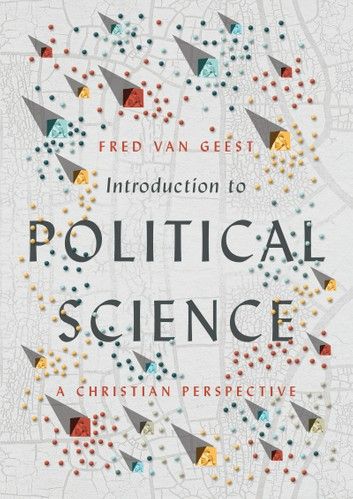 FRED VAN GEEST
Introduction to
POLITICAL
SCIENCE
A CHRISTIAN PERSPECTIVE